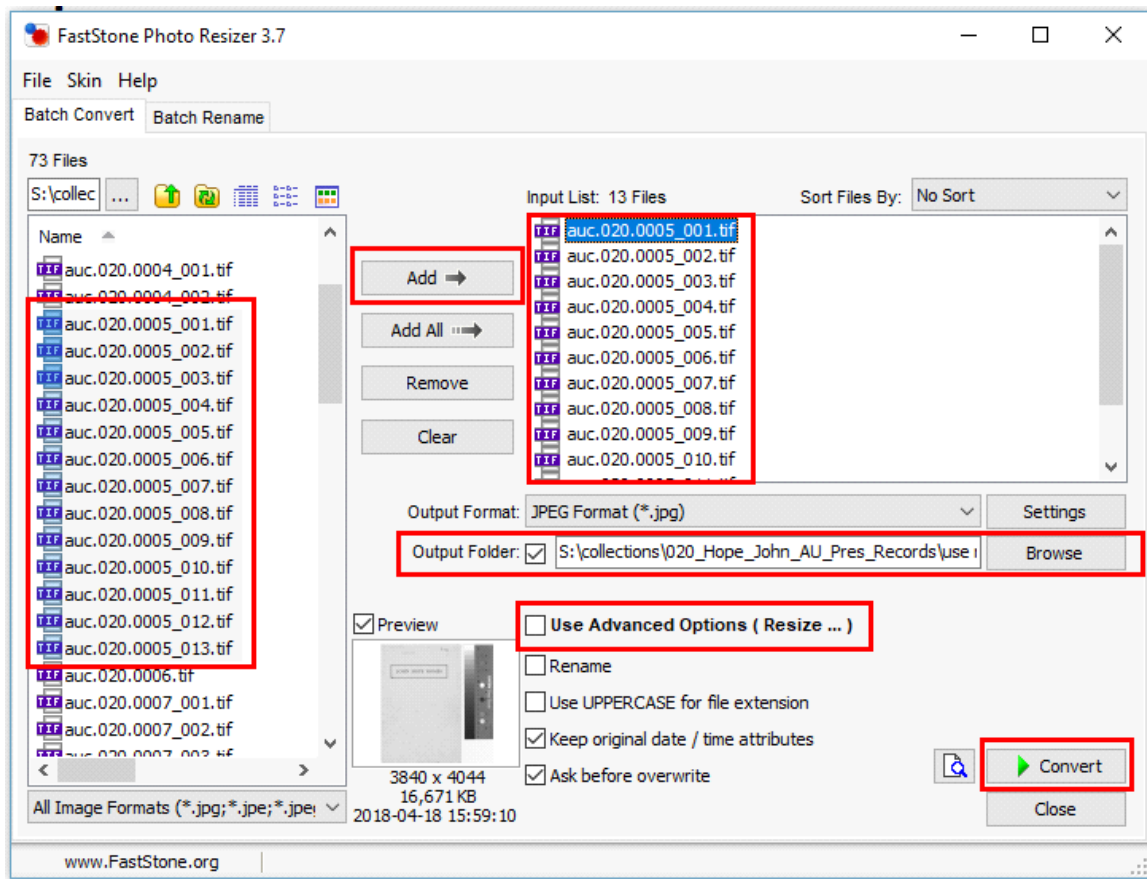 FastStone Photo Resizer 3.7
File Skin Help
Batch Convert Batch Rename
73 Files
S:\collec ...
Name
auc.020.0004_001.tif
auc.020.0004_002.tif
auc.020.0005_001.tif
auc.020.0005_002.tif
auc.020.0005_003.tif
auc.020.0005_004.tif
auc.020.0005_005.tif
auc.020.0005_006.tif
auc.020.0005_007.tif
auc.020.0005_008.tif
auc.020.0005_009.tif
auc.020.0005_010.tif
auc.020.0005_011.tif
auc.020.0005_012.tif
auc.020.0005_013.tif
auc.020.0006.tif
auc.020.0007_001.tif
auc.020.0007_002.tif
auc.020.0007_003.tif
All Image Formats (*.jpg;*.jpe;*.jpe
Add
Add All
Remove
Clear
Input List: 13 Files
Sort Files By: No Sort
auc.020.0005_001.tif
auc.020.0005_002.tif
auc.020.0005_003.tif
auc.020.0005_004.tif
auc.020.0005_005.tif
auc.020.0005_006.tif
auc.020.0005_007.tif
auc.020.0005_008.tif
auc.020.0005_009.tif
auc.020.0005_010.tif
Output Format: JPEG Format (*.jpg) Settings
Output Folder: S:\collections\020_Hope_John_AU_Pres_Records\use Browse
Preview
3840 x 4044
16,671 KB
2018-04-18 15:59:10
Use Advanced Options ( Resize ... )
Rename
Use UPPERCASE for file extension
Keep original date / time attributes
Ask before overwrite
Convert
Close
www.FastStone.org